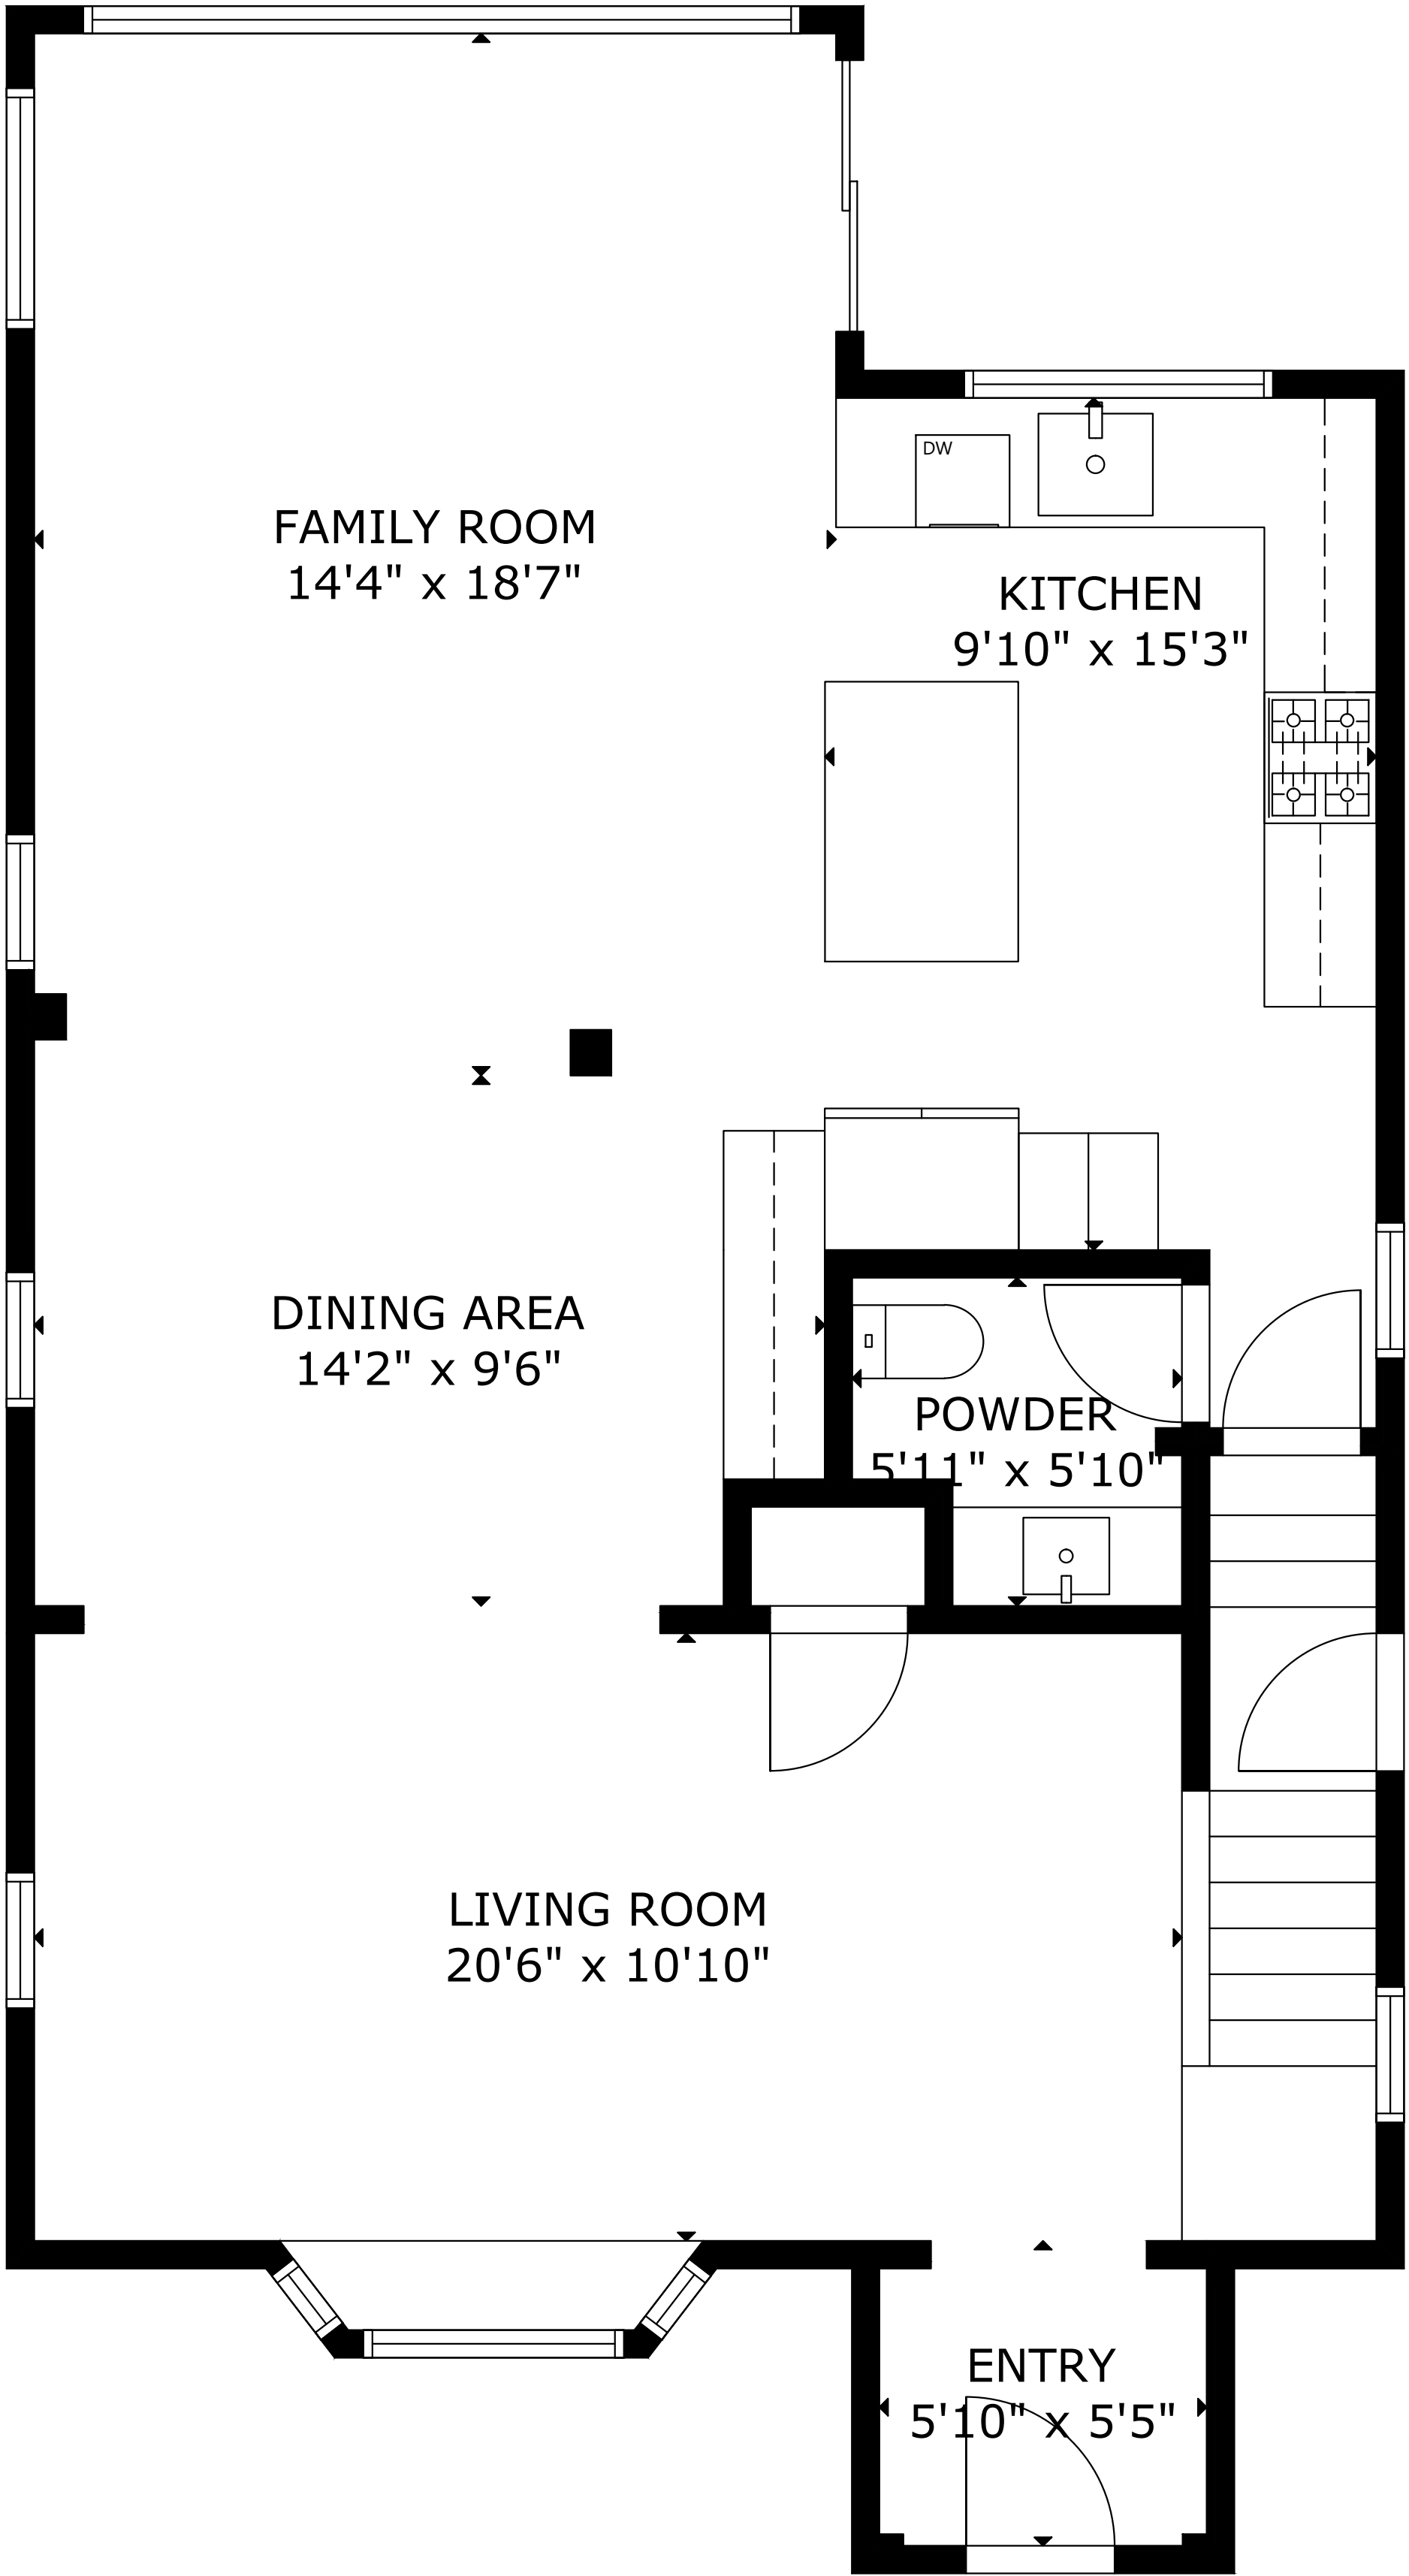 DW
FAMILY ROOM
14'4" x 18'7"
KITCHEN
9'10" x 15'3"
DINING AREA
14'2" x 9'6"
POWDER
5'11" x 5'10"
LIVING ROOM
20'6" x 10'10"
ENTRY
5'10" x 5'5"